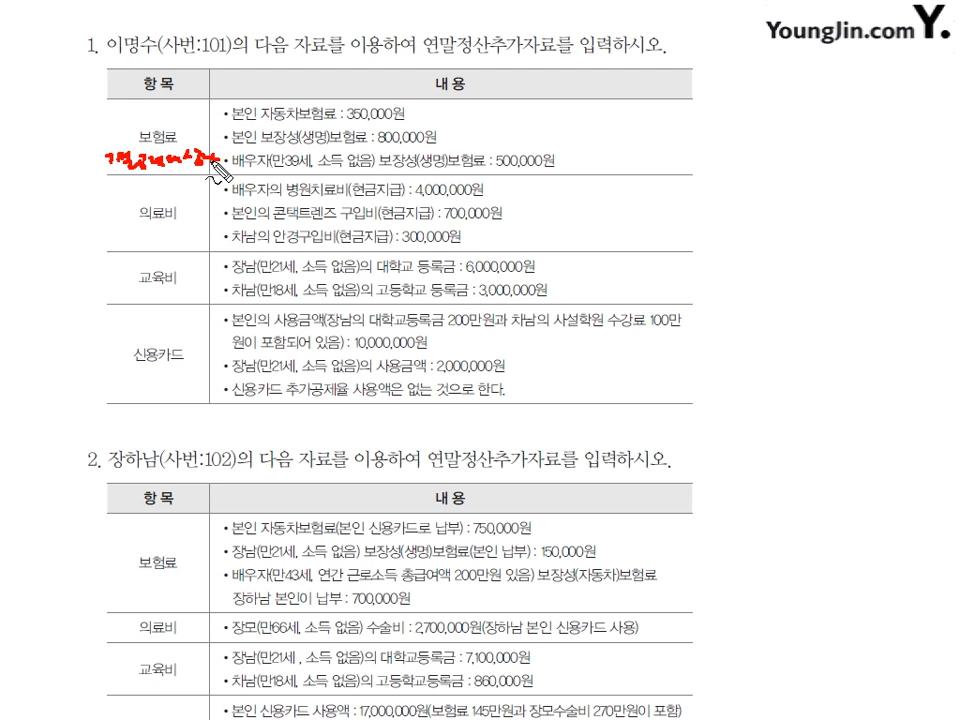 YoungJin.com Y.
1. 이명수(사번:101)의 다음 자료를 이용하여 연말정산추가자료를 입력하시오.
항 목 내 용
보험료
• 본인 자동차보험료 : 350,000원
• 본인 보장성(생명)보험료 : 800,000원
• 배우자(만39세, 소득 없음) 보장성(생명)보험료 : 500,000원
의료비
• 배우자의 병원치료비(현금지급) : 4,000,000원
• 본인의 콘택트렌즈 구입비(현금지급) : 700,000원
• 차남의 안경구입비(현금지급) : 300,000원
교육비
• 장남(만21세, 소득 없음)의 대학교 등록금 : 6,000,000원
• 차남(만18세, 소득 없음)의 고등학교 등록금 : 3,000,000원
신용카드
• 본인의 사용금액(장남의 대학교등록금 200만원과 차남의 사설학원 수강료 100만
원이 포함되어 있음) : 10,000,000원
• 장남(만21세, 소득 없음)의 사용금액 : 2,000,000원
• 신용카드 추가공제율 사용액은 없는 것으로 한다.
2. 장하남(사번:102)의 다음 자료를 이용하여 연말정산추가자료를 입력하시오.
항 목 내 용
보험료
• 본인 자동차보험료(본인 신용카드로 납부) : 750,000원
• 장남(만21세, 소득 없음) 보장성(생명)보험료(본인 납부) : 150,000원
• 배우자(만43세, 연간 근로소득 총급여액 200만원 있음) 보장성(자동차)보험료
장하남 본인이 납부 : 700,000원
의료비
• 장모(만66세, 소득 없음) 수술비 : 2,700,000원(장하남 본인 신용카드 사용)
교육비
• 장남(만21세 , 소득 없음)의 대학교등록금 : 7,100,000원
• 차남(만18세, 소득 없음)의 고등학교등록금 : 860,000원
• 본인 신용카드 사용액 : 17,000,000원(보험료 145만원과 장모수술비 270만원이 포함)